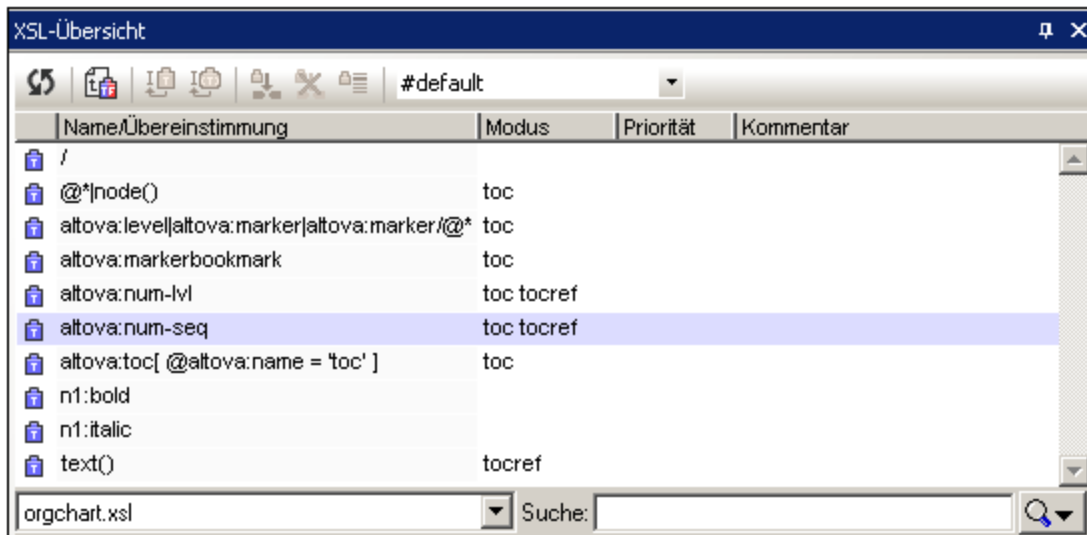 XSL-Übersicht
#default
Name/Übereinstimmung Modus Priorität Kommentar
/
@*|node() toc
altova:level|altova:marker|altova:marker/@* toc
altova:markerbookmark toc
altova:num-lvl toc tocref
altova:num-seq toc tocref
altova:toc[ @altova:name = 'toc' ] toc
n1:bold
n1:italic
text() tocref
orgchart.xsl Suche: